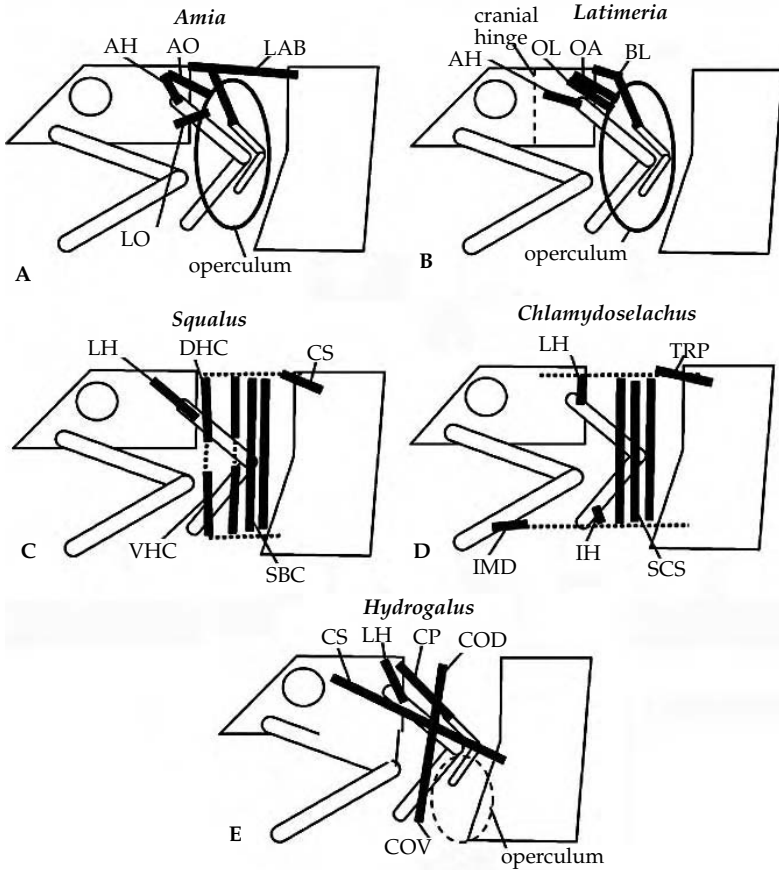 Amia
AH AO LAB
LO
operculum
A
Latimeria
cranial
hinge
AH OL OA BL
operculum
B
Squalus
LH DHC CS
VHC SBC
C
Chlamydoselachus
LH TRP
IMD IH SCS
D
Hydrogalus
CS LH CP COD
COV operculum
E